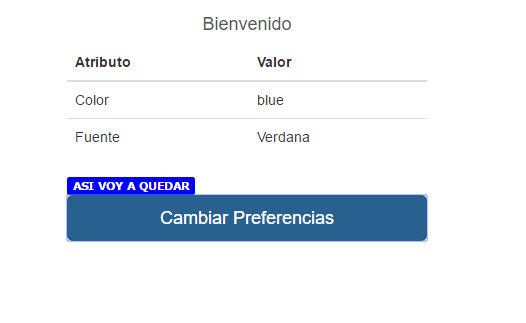 Bienvenido
Atributo Valor
Color blue
Fuente Verdana
ASI VOY A QUEDAR
Cambiar Preferencias